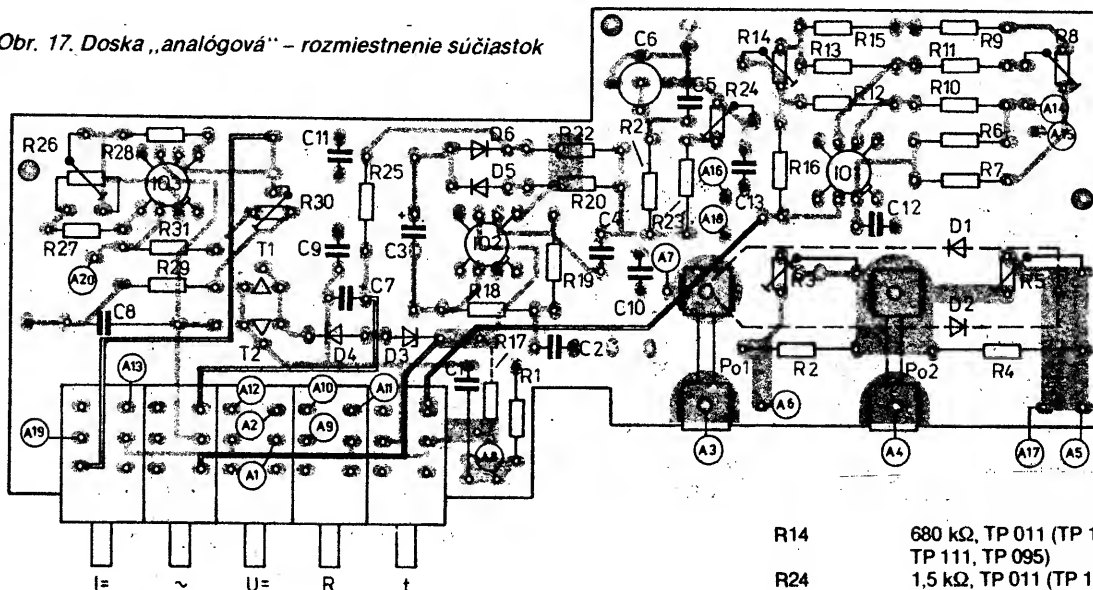 Obr. 17. Doska „analógová“ – rozmiestnenie súčiastok
C6
R14
R15
R9
R8
R13
R11
C5
R24
R12
R10
A14
R26
R28
C11
R25
D6
R22
R6
A15
D5
R20
A16
R16
R7
IO3
R30
C13
IO1
R31
C9
C3
IO2
C4
R23
A18
C12
R27
T1
D1
A20
R29
R19
A7
R3
R5
C7
R18
C10
C8
D2
T2
D4
D3
R17
C2
Po1
R2
Po2
R4
C1
R1
A13
A12
A10
A11
A6
A19
A2
A9
A3
A4
A17
A5
A8
A1
I=
~
U=
R
t
R14 680 kΩ, TP 011 (TP 1
TP 111, TP 095)
R24 1,5 kΩ, TP 011 (TP 1